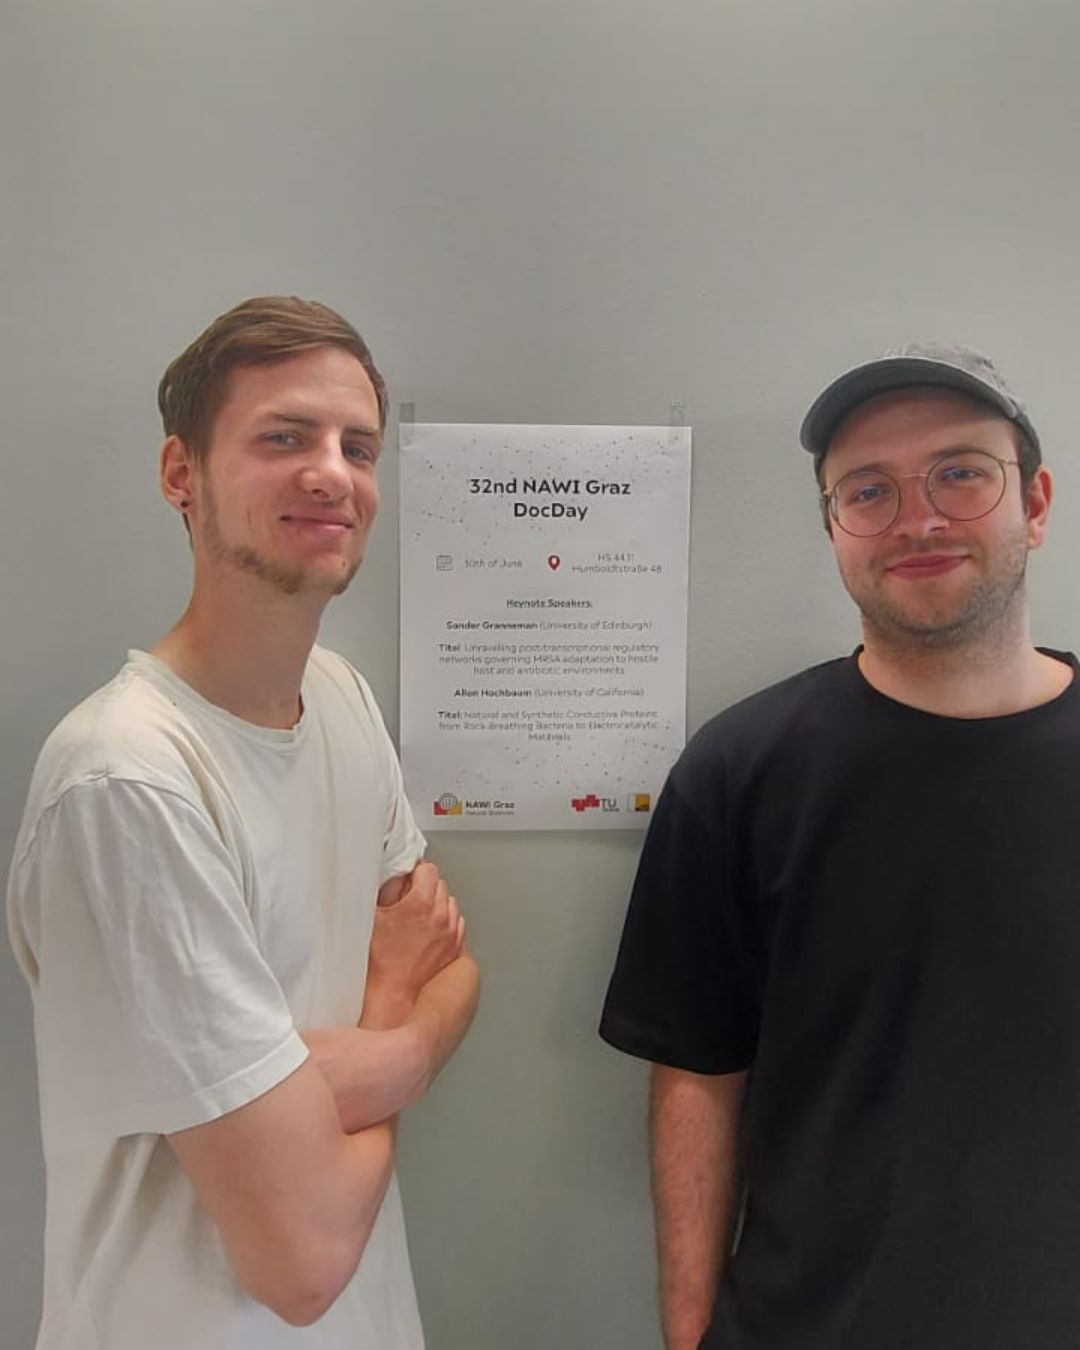 32nd NAWI Graz
DocDay
30th of June
HS 44.11
Humboldtstraße 48
Keynote Speakers:
Sander Granneman (University of Edinburgh)
Titel: Unravelling post-transcriptional regulatory
networks governing MRSA adaptation to hostile
host and antibiotic environments
Allon Hochbaum (University of California)
Titel: Natural and Synthetic Conductive Proteins:
from Rock-Breathing Bacteria to Electrocatalytic
Materials
NAWI Graz
Natural Sciences
TU